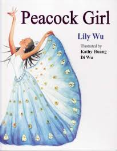 Peacock Girl
Lily Wu
Illustrated by
Kathy Huang
Di Wu